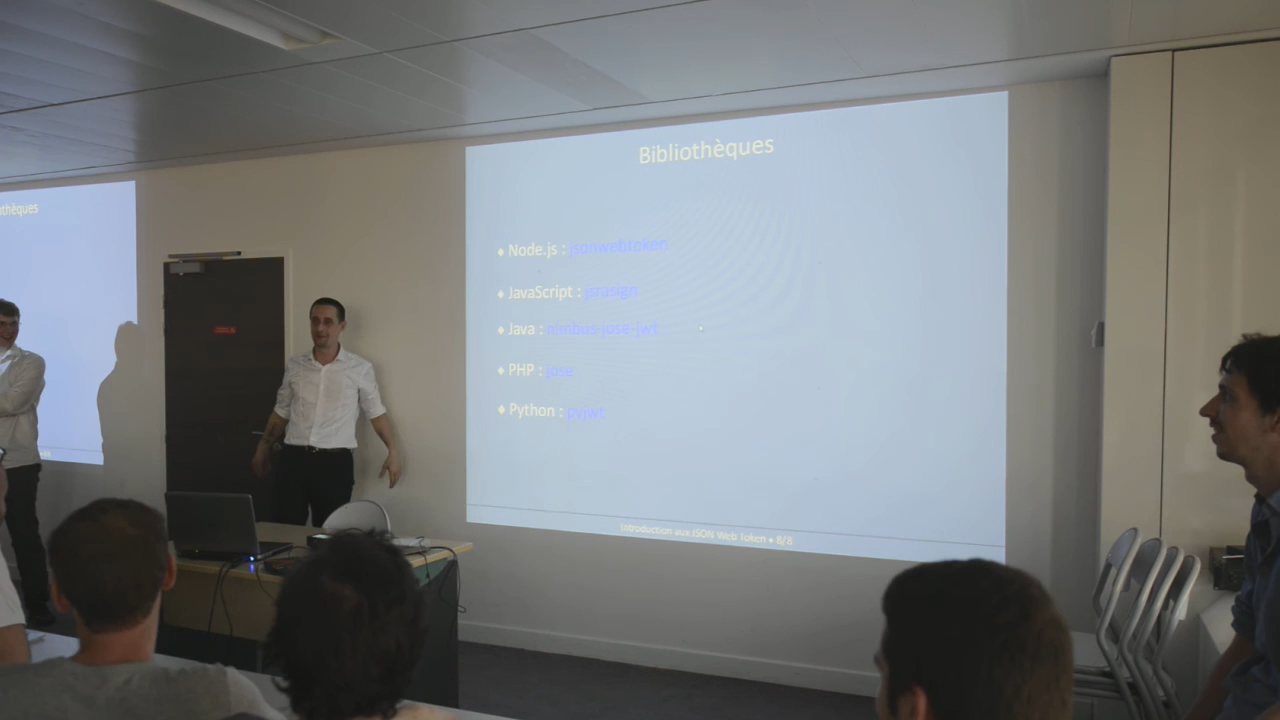 Bibliothèques
♦ Node.js : jsonwebtoken
♦ JavaScript : jsrasign
♦ Java : nimbus-jose-jwt
♦ PHP : jose
♦ Python : pyjwt
Introduction aux JSON Web Token ♦ 8/8
othèques